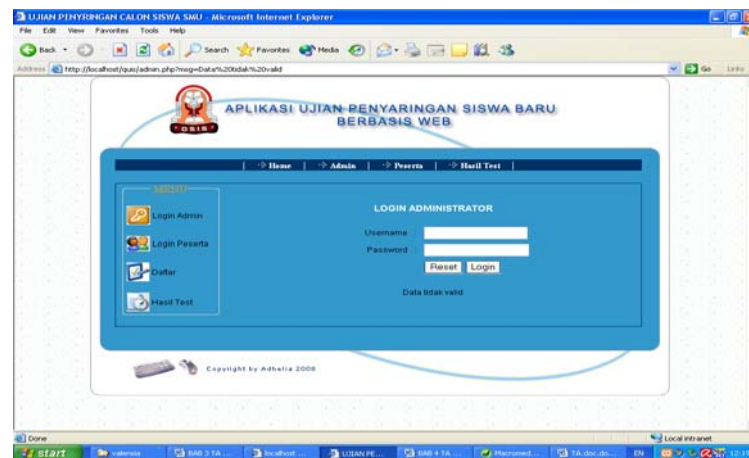 UJIAN PENYRINGAN CALON SISWA SMU - Microsoft Internet Explorer
File Edit View Favorites Tools Help
Back Search Favorites Media
Address http://localhost/quis/admin.php?msg=Data%20tidak%20valid Go Links
OSIS
APLIKASI UJIAN PENYARINGAN SISWA BARU
BERBASIS WEB
| Home | Admin | Peserta | Hasil Test |
MENU
Login Admin
Login Peserta
Daftar
Hasil Test
LOGIN ADMINISTRATOR
Username :
Password :
Reset Login
Data tidak valid
Copyright by Adhelia 2008
Done Local intranet
start valensia BAB 3 TA ... localhost ... UJIAN PE... BAB 4 TA ... Macromed... TA.doc.do... EN